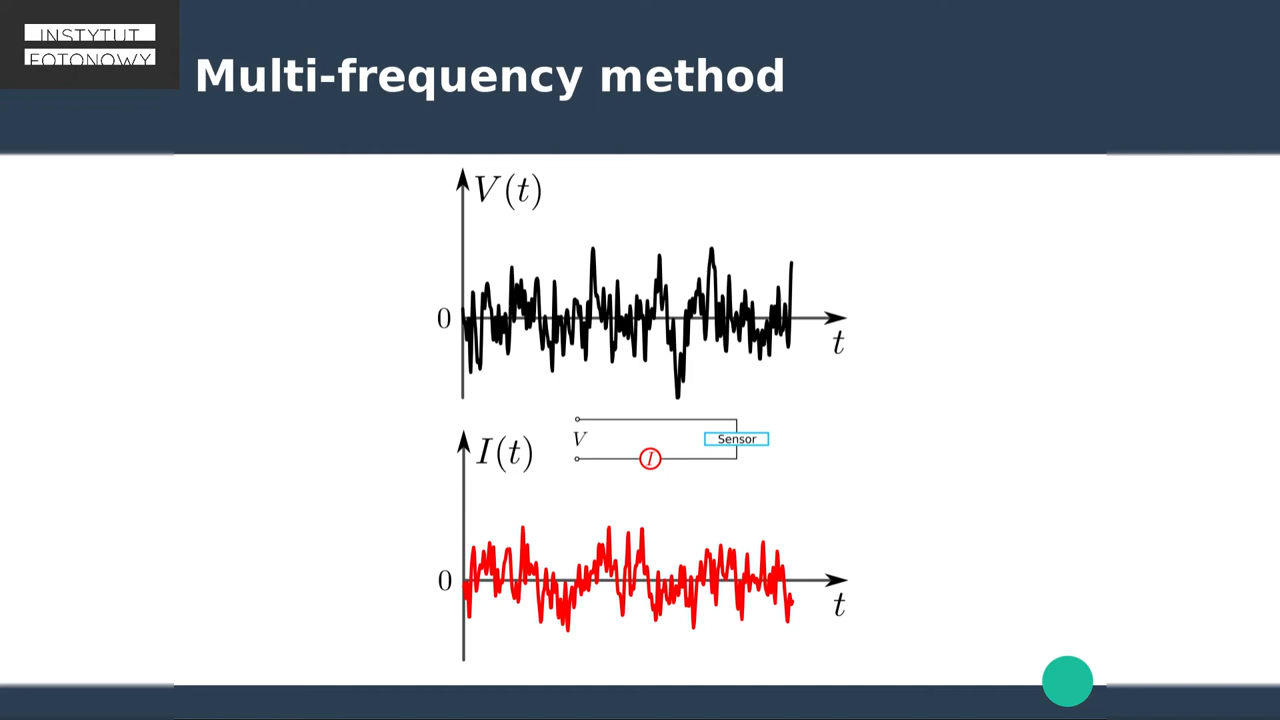 INSTYTUT
FOTONOWY
Multi-frequency method
V(t)
0
t
V
Sensor
I
I(t)
0
t